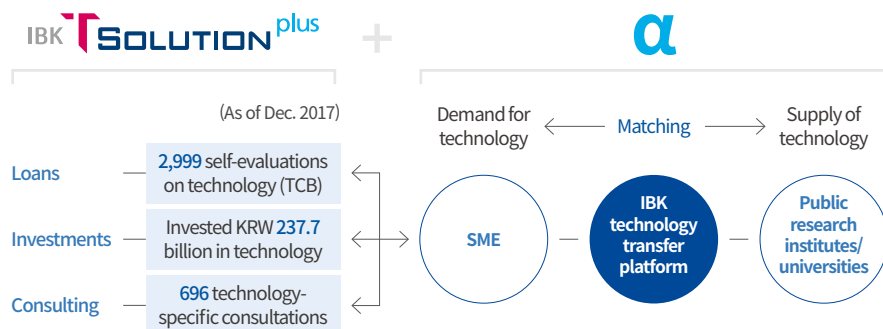 IBK T SOLUTION plus
+
α
(As of Dec. 2017)
Loans
2,999 self-evaluations
on technology (TCB)
Investments
Invested KRW 237.7
billion in technology
Consulting
696 technology-
specific consultations
Demand for
technology
Matching
Supply of
technology
SME
IBK
technology
transfer
platform
Public
research
institutes/
universities